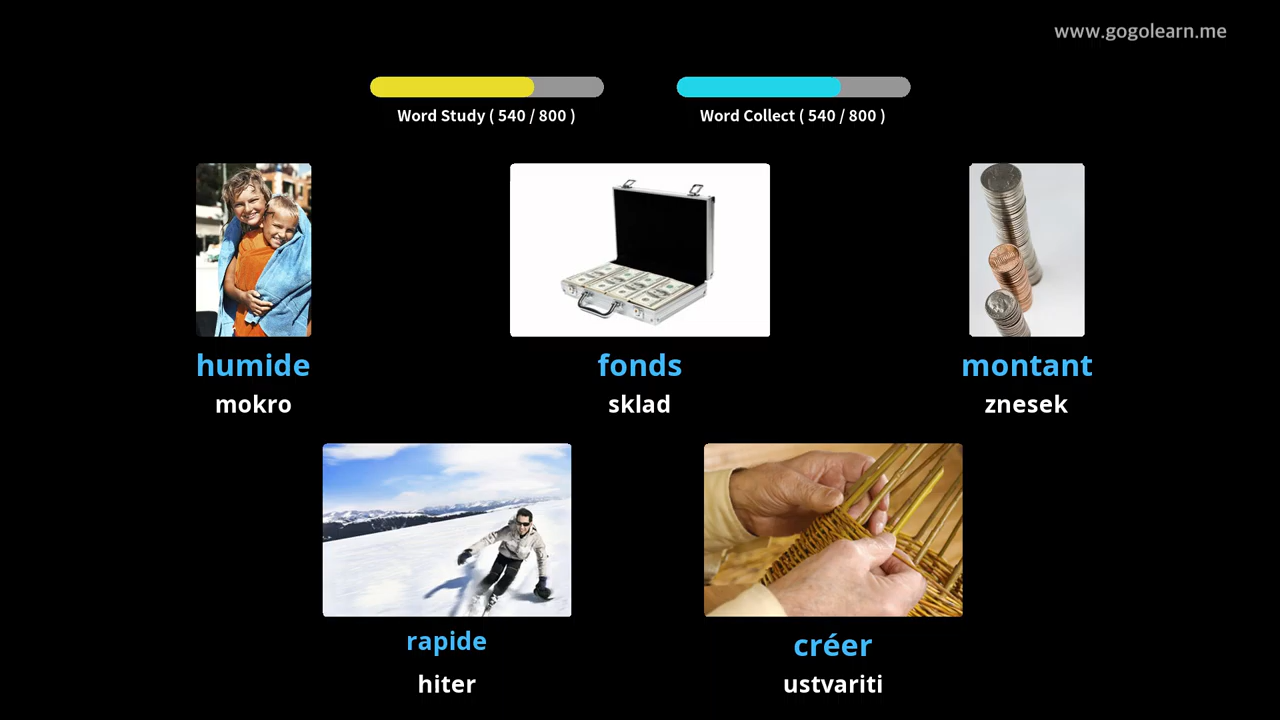 www.gogolearn.me
Word Study ( 540 / 800 )
Word Collect ( 540 / 800 )
humide
mokro
fonds
sklad
montant
znesek
rapide
hiter
créer
ustvariti